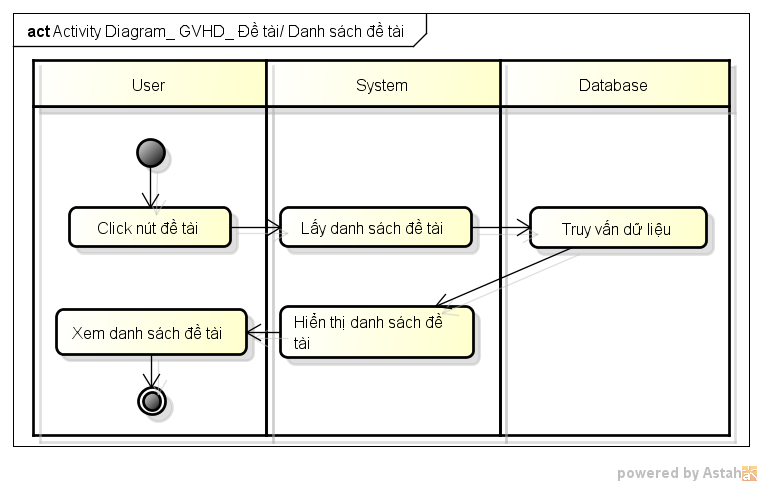 act Activity Diagram_ GVHD_ Đề tài/ Danh sách đề tài
User
System
Database
Click nút đề tài
Lấy danh sách đề tài
Truy vấn dữ liệu
Xem danh sách đề tài
Hiển thị danh sách đề
tài
powered by Astah